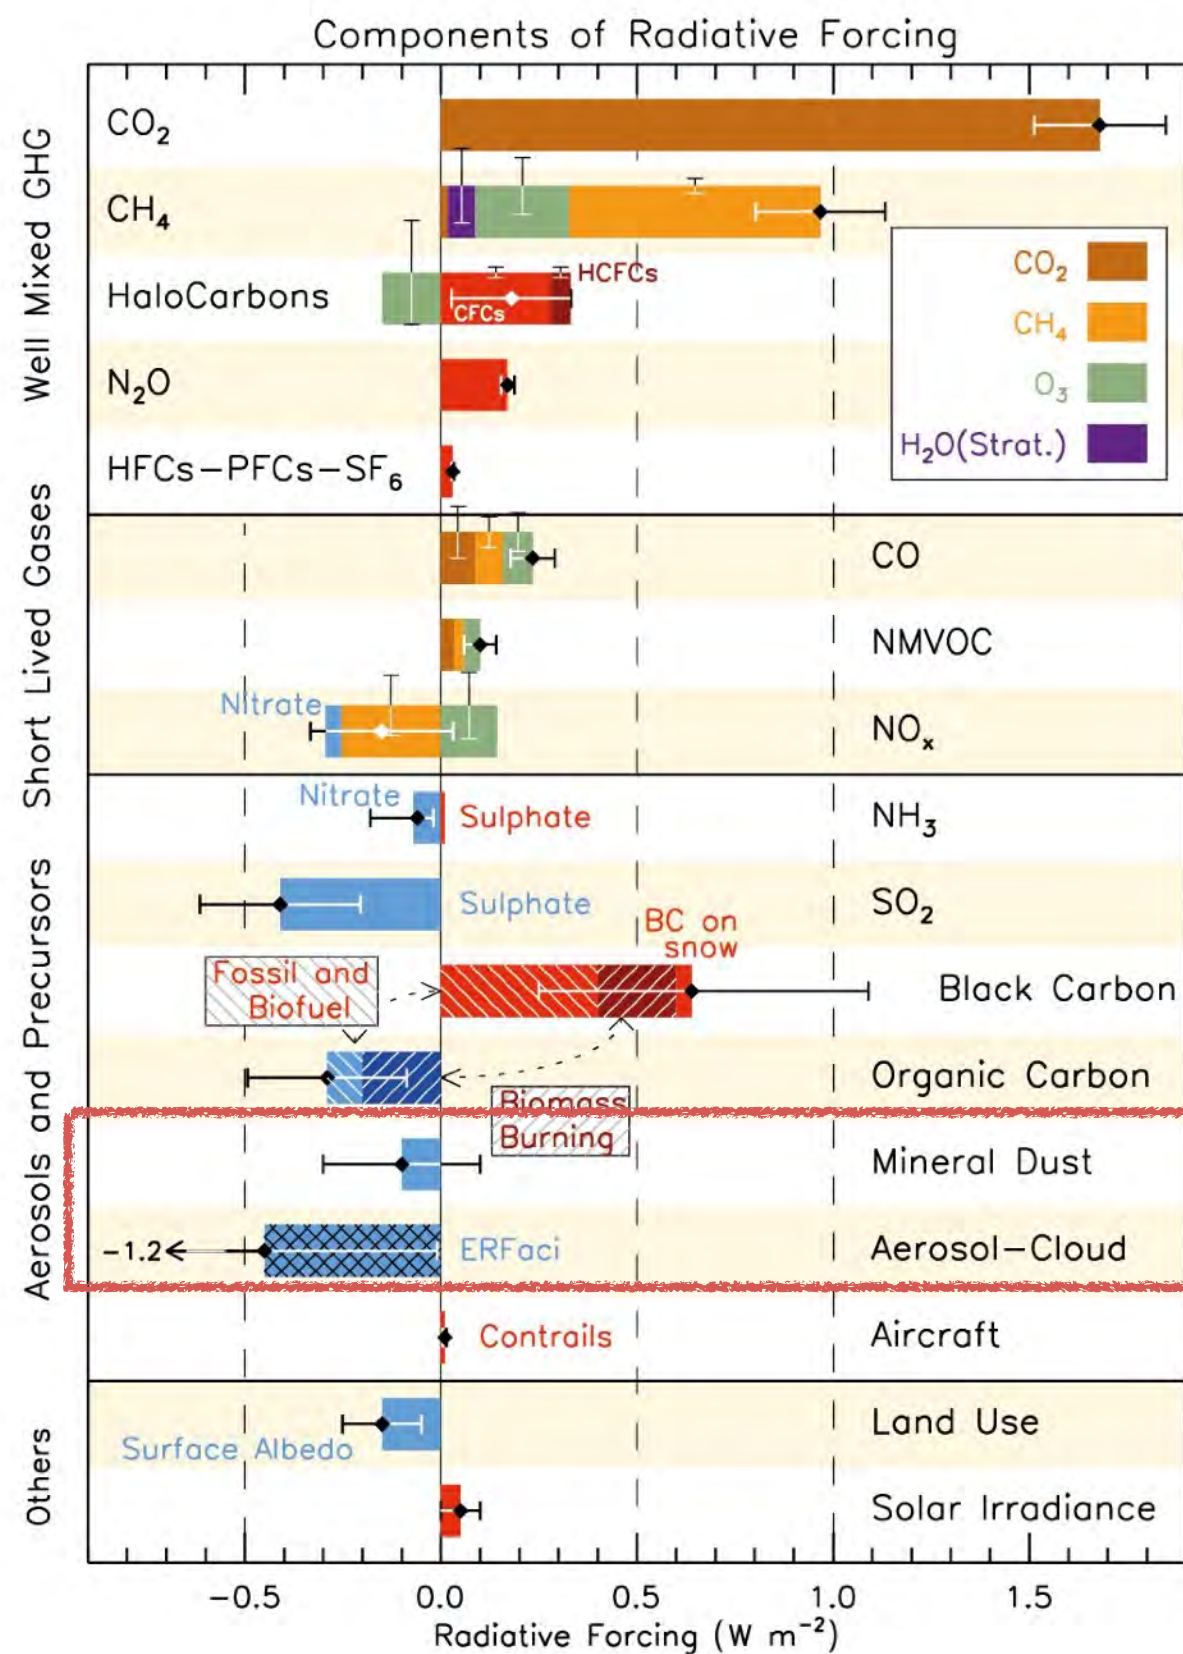 Components of Radiative Forcing
Well Mixed GHG
CO₂
CH₄
HaloCarbons
CFCs
HCFCs
N₂O
HFCs-PFCs-SF₆
CO₂
CH₄
O₃
H₂O(Strat.)
Short Lived Gases
CO
NMVOC
Nitrate
NOₓ
Aerosols and Precursors
Nitrate
Sulphate
NH₃
Sulphate
SO₂
BC on
snow
Fossil and
Biofuel
Black Carbon
Organic Carbon
Biomass
Burning
Mineral Dust
-1.2
ERFaci
Aerosol-Cloud
Contrails
Aircraft
Others
Surface Albedo
Land Use
Solar Irradiance
-0.5 0.0 0.5 1.0 1.5
Radiative Forcing (W m⁻²)